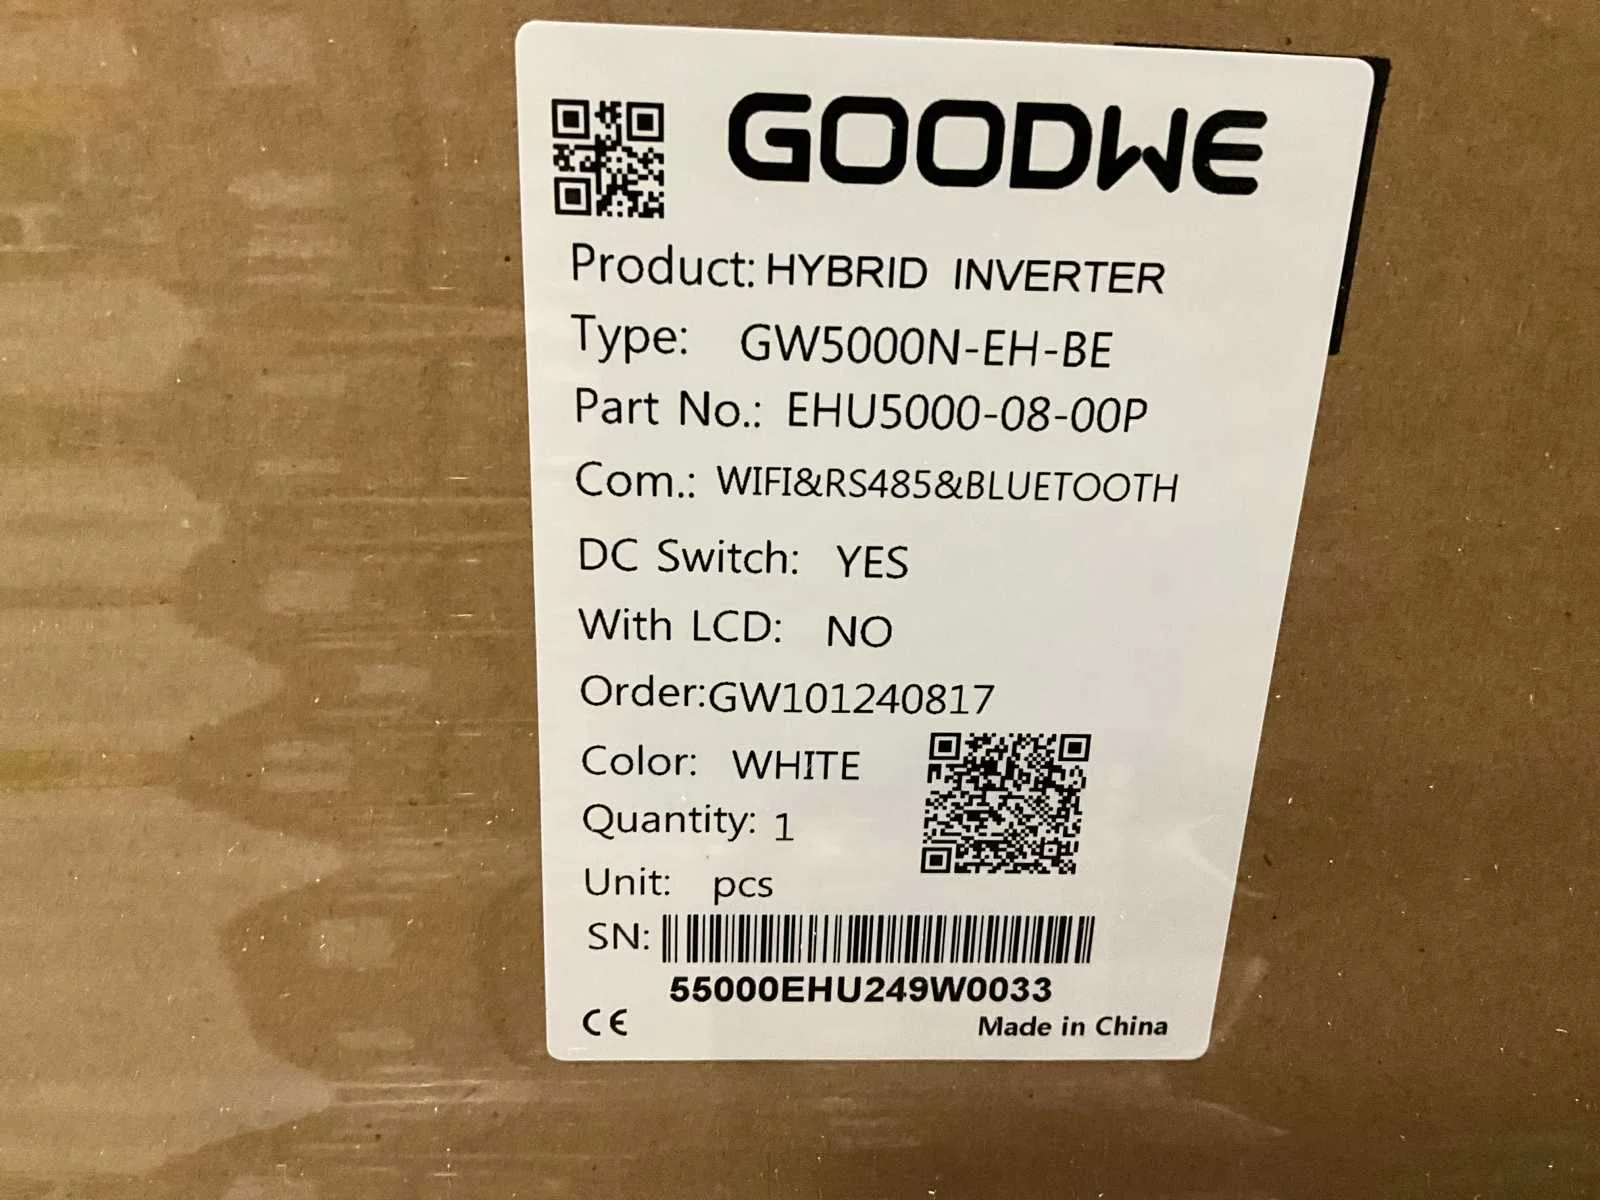 GOODWE
Product: HYBRID INVERTER
Type: GW5000N-EH-BE
Part No.: EHU5000-08-00P
Com.: WIFI&RS485&BLUETOOTH
DC Switch: YES
With LCD: NO
Order:GW101240817
Color: WHITE
Quantity: 1
Unit: pcs
SN:
55000EHU249W0033
CE
Made in China